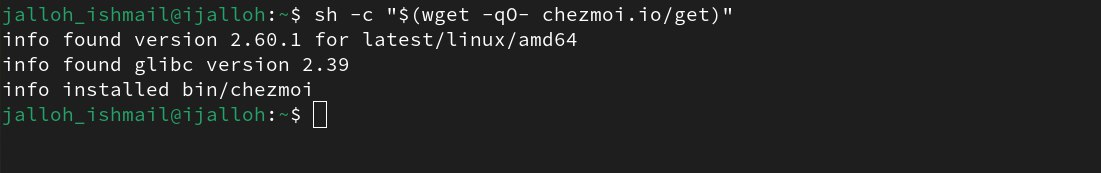 jalloh_ishmail@ijalloh:~$ sh -c "$(wget -qO- chezmoi.io/get)"
info found version 2.60.1 for latest/linux/amd64
info found glibc version 2.39
info installed bin/chezmoi
jalloh_ishmail@ijalloh:~$